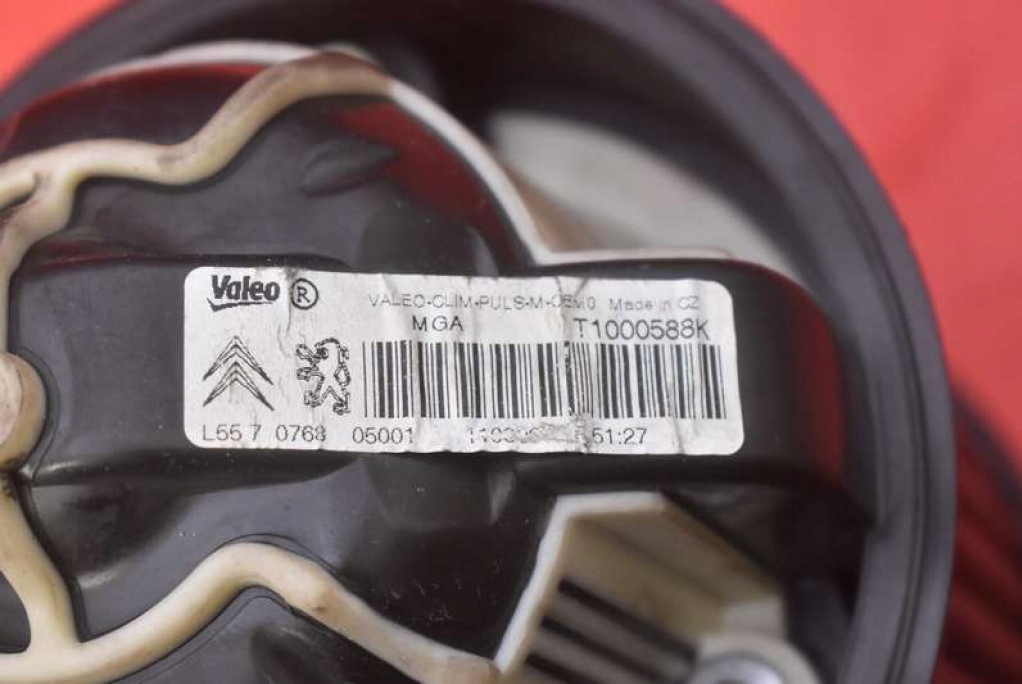 Valeo ® VALEO-CLIM-PULS-M-OEM0 Made in CZ
MGA T1000588K
L55 7 0768 05001 51:27